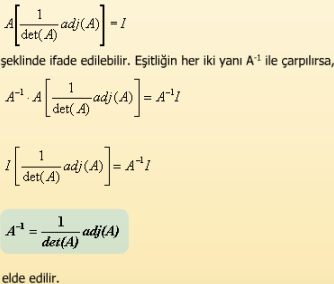 A[1/det(A) adj(A)] = I
şeklinde ifade edilebilir. Eşitliğin her iki yanı A⁻¹ ile çarpılırsa,
A⁻¹ · A[1/det(A) adj(A)] = A⁻¹I
I[1/det(A) adj(A)] = A⁻¹I
A⁻¹ = 1/det(A) adj(A)
elde edilir.